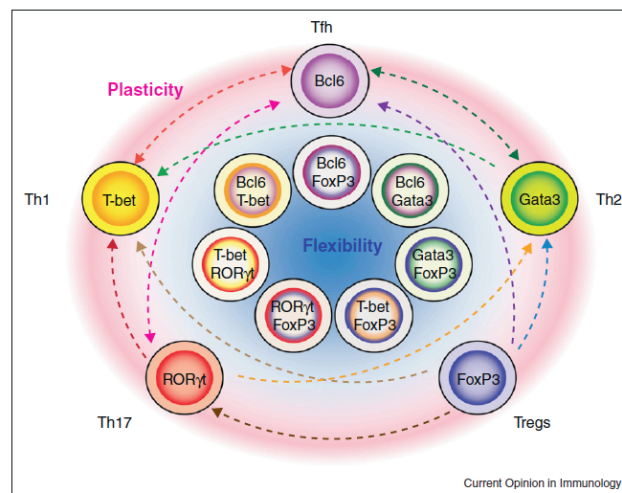 Tfh
Bcl6
Plasticity
Bcl6
FoxP3
Bcl6
T-bet
Bcl6
Gata3
Th1
T-bet
Gata3
Th2
Flexibility
T-bet
RORγt
Gata3
FoxP3
RORγt
FoxP3
T-bet
FoxP3
RORγt
FoxP3
Th17
Tregs
Current Opinion in Immunology